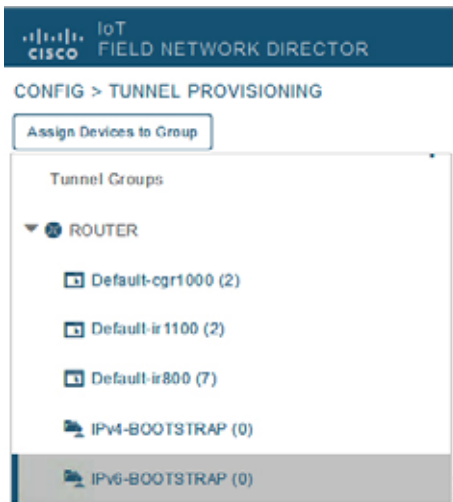 IoT
CISCO FIELD NETWORK DIRECTOR
CONFIG > TUNNEL PROVISIONING
Assign Devices to Group
Tunnel Groups
ROUTER
Default-cgr1000 (2)
Default-ir1100 (2)
Default-ir800 (7)
IPv4-BOOTSTRAP (0)
IPv6-BOOTSTRAP (0)